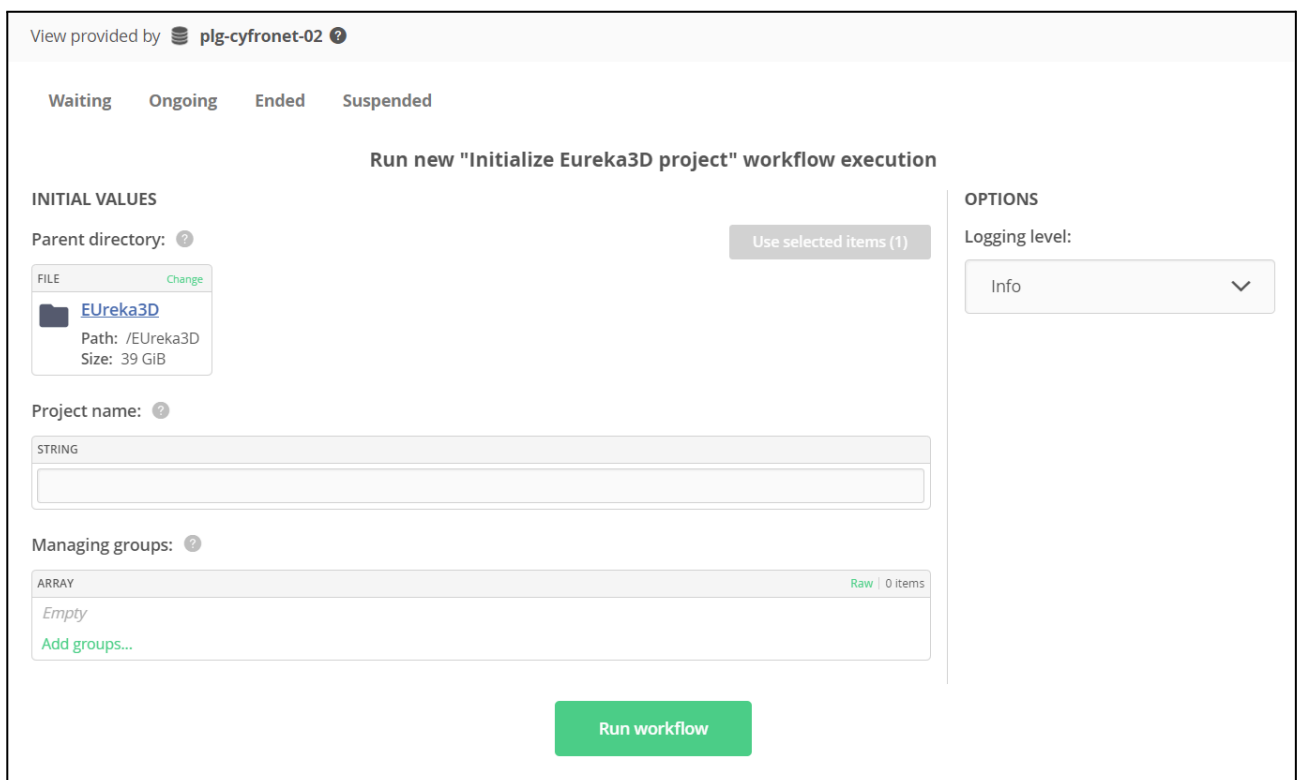 View provided by plg-cyfronet-02 ?
Waiting Ongoing Ended Suspended
Run new "Initialize Eureka3D project" workflow execution
INITIAL VALUES
Parent directory: ?
Use selected items (1)
FILE Change
EUreka3D
Path: /EUreka3D
Size: 39 GiB
Project name: ?
STRING
Managing groups: ?
ARRAY Raw | 0 items
Empty
Add groups...
OPTIONS
Logging level:
Info
Run workflow